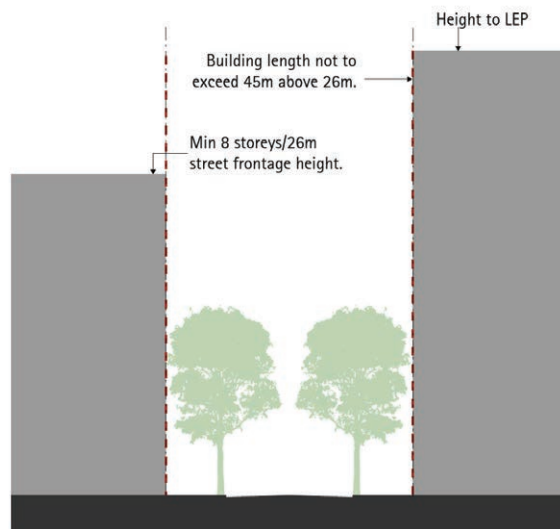 Height to LEP
Building length not to
exceed 45m above 26m.
Min 8 storeys/26m
street frontage height.